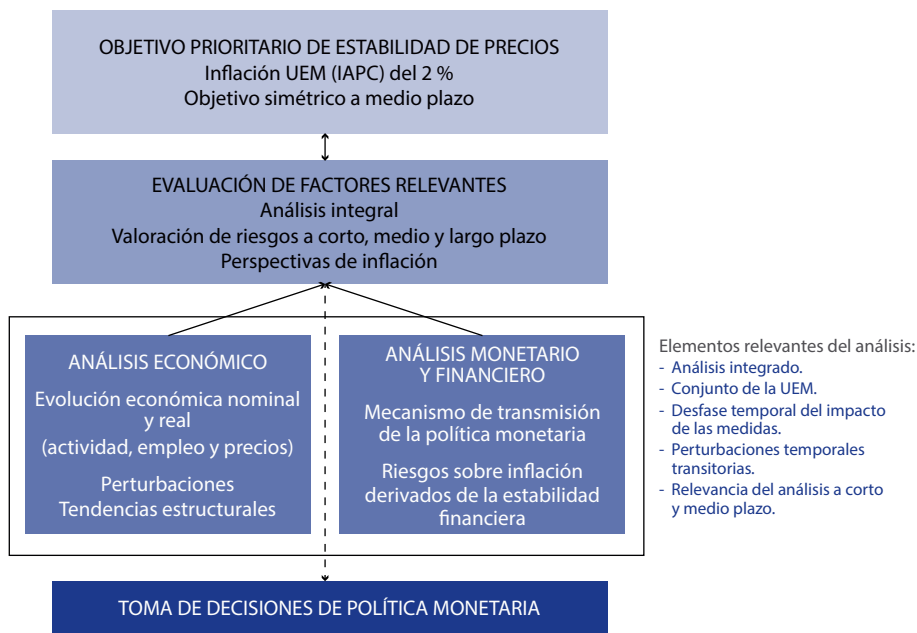 OBJETIVO PRIORITARIO DE ESTABILIDAD DE PRECIOS
Inflación UEM (IAPC) del 2 %
Objetivo simétrico a medio plazo
EVALUACIÓN DE FACTORES RELEVANTES
Análisis integral
Valoración de riesgos a corto, medio y largo plazo
Perspectivas de inflación
ANÁLISIS ECONÓMICO
Evolución económica nominal
y real
(actividad, empleo y precios)
Perturbaciones
Tendencias estructurales
ANÁLISIS MONETARIO
Y FINANCIERO
Mecanismo de transmisión
de la política monetaria
Riesgos sobre inflación
derivados de la estabilidad
financiera
Elementos relevantes del análisis:
- Análisis integrado.
- Conjunto de la UEM.
- Desfase temporal del impacto
de las medidas.
- Perturbaciones temporales
transitorias.
- Relevancia del análisis a corto
y medio plazo.
TOMA DE DECISIONES DE POLÍTICA MONETARIA